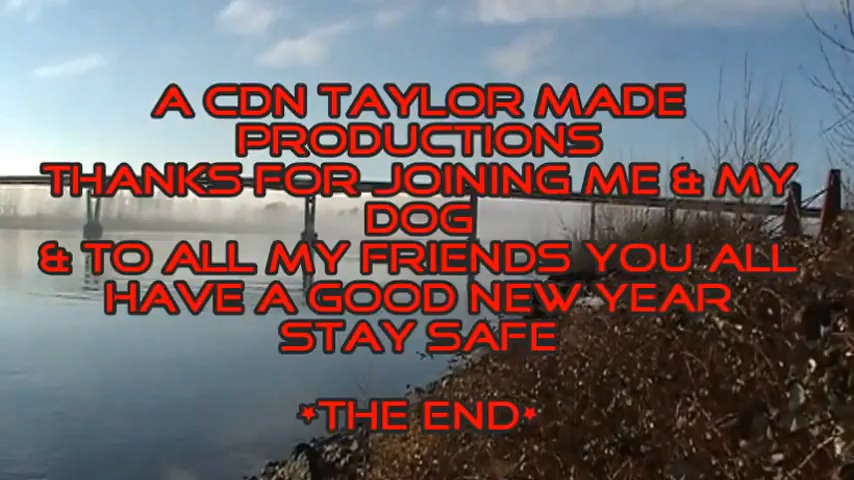 A CDN TAYLOR MADE
PRODUCTIONS
THANKS FOR JOINING ME & MY
DOG
& TO ALL MY FRIENDS YOU ALL
HAVE A GOOD NEW YEAR
STAY SAFE
*THE END*